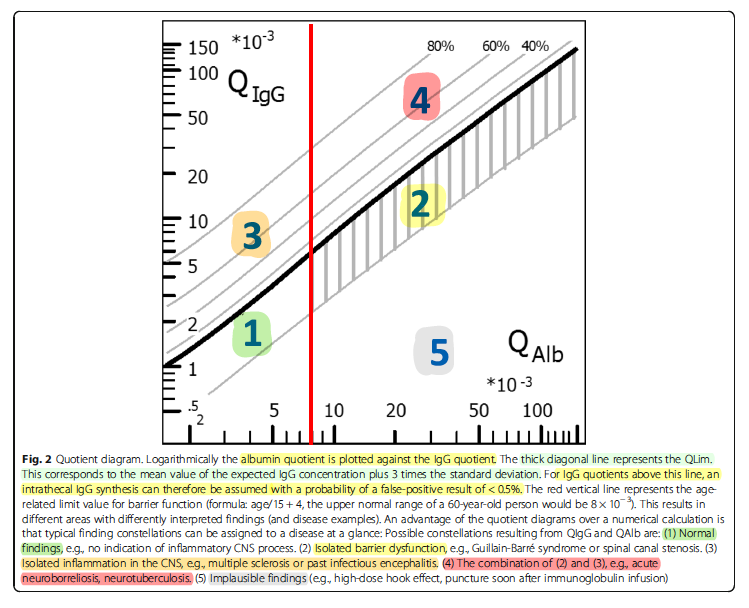 150 *10-3
100
Q IgG
80% 60% 40%
50
20
10
5
2
1
.5
4
3
2
1
5
Q Alb
*10 -3
2 5 10 20 50 100
Fig. 2 Quotient diagram. Logarithmically the albumin quotient is plotted against the IgG quotient. The thick diagonal line represents the QLim.
This corresponds to the mean value of the expected IgG concentration plus 3 times the standard deviation. For IgG quotients above this line, an
intrathecal IgG synthesis can therefore be assumed with a probability of a false-positive result of < 0.5%. The red vertical line represents the age-
related limit value for barrier function (formula: age/15 + 4, the upper normal range of a 60-year-old person would be 8 × 10⁻³). This results in
different areas with differently interpreted findings (and disease examples). An advantage of the quotient diagrams over a numerical calculation is
that typical finding constellations can be assigned to a disease at a glance: Possible constellations resulting from QIgG and QAlb are: (1) Normal
findings, e.g., no indication of inflammatory CNS process. (2) Isolated barrier dysfunction, e.g., Guillain-Barré syndrome or spinal canal stenosis. (3)
Isolated inflammation in the CNS, e.g., multiple sclerosis or past infectious encephalitis. (4) The combination of (2) and (3), e.g., acute
neuroborreliosis, neurotuberculosis. (5) Implausible findings (e.g., high-dose hook effect, puncture soon after immunoglobulin infusion)